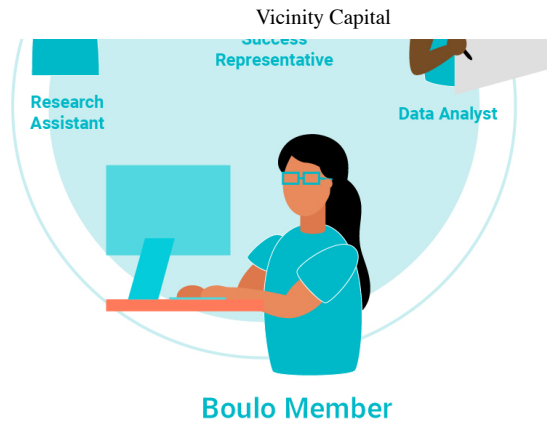 Vicinity Capital
Success
Representative
Research
Assistant
Data Analyst
Boulo Member